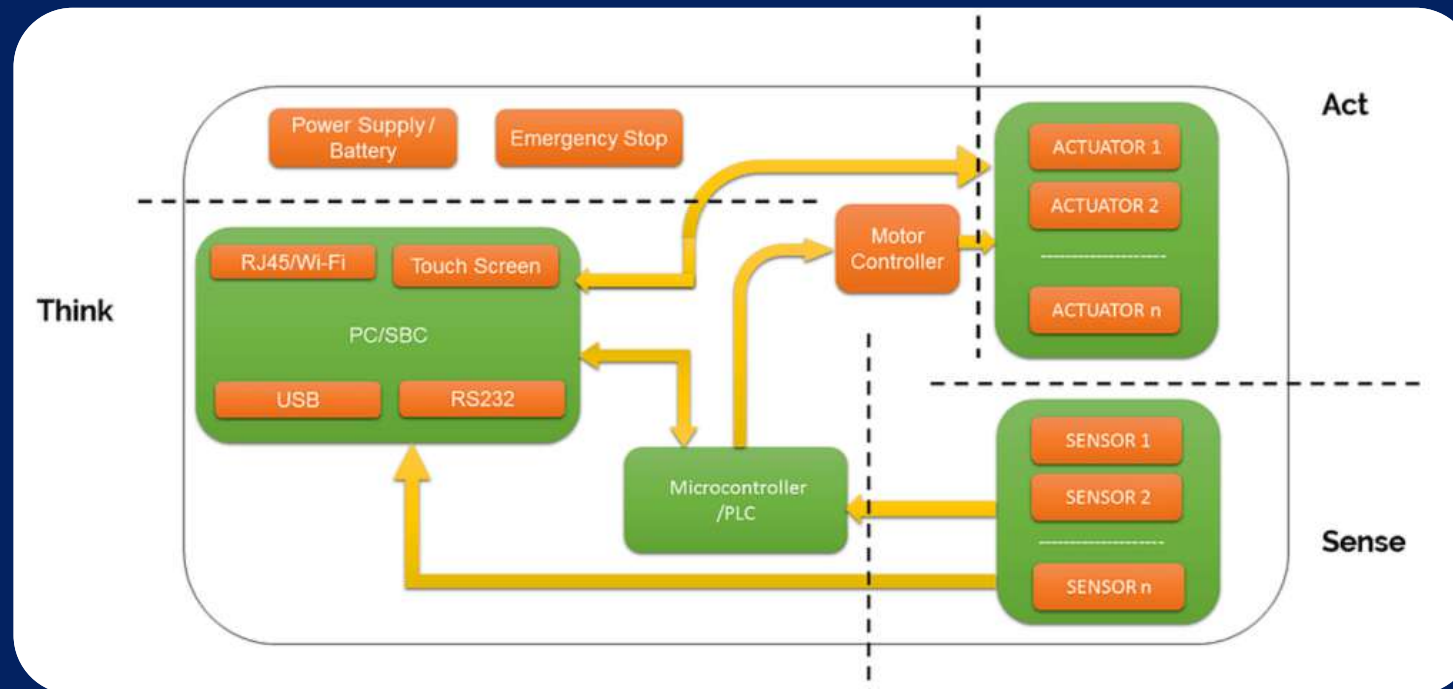 Act
Power Supply /
Battery
Emergency Stop
ACTUATOR 1
ACTUATOR 2
ACTUATOR n
Motor
Controller
Think
RJ45/Wi-Fi
Touch Screen
PC/SBC
USB
RS232
Microcontroller
/PLC
SENSOR 1
SENSOR 2
SENSOR n
Sense